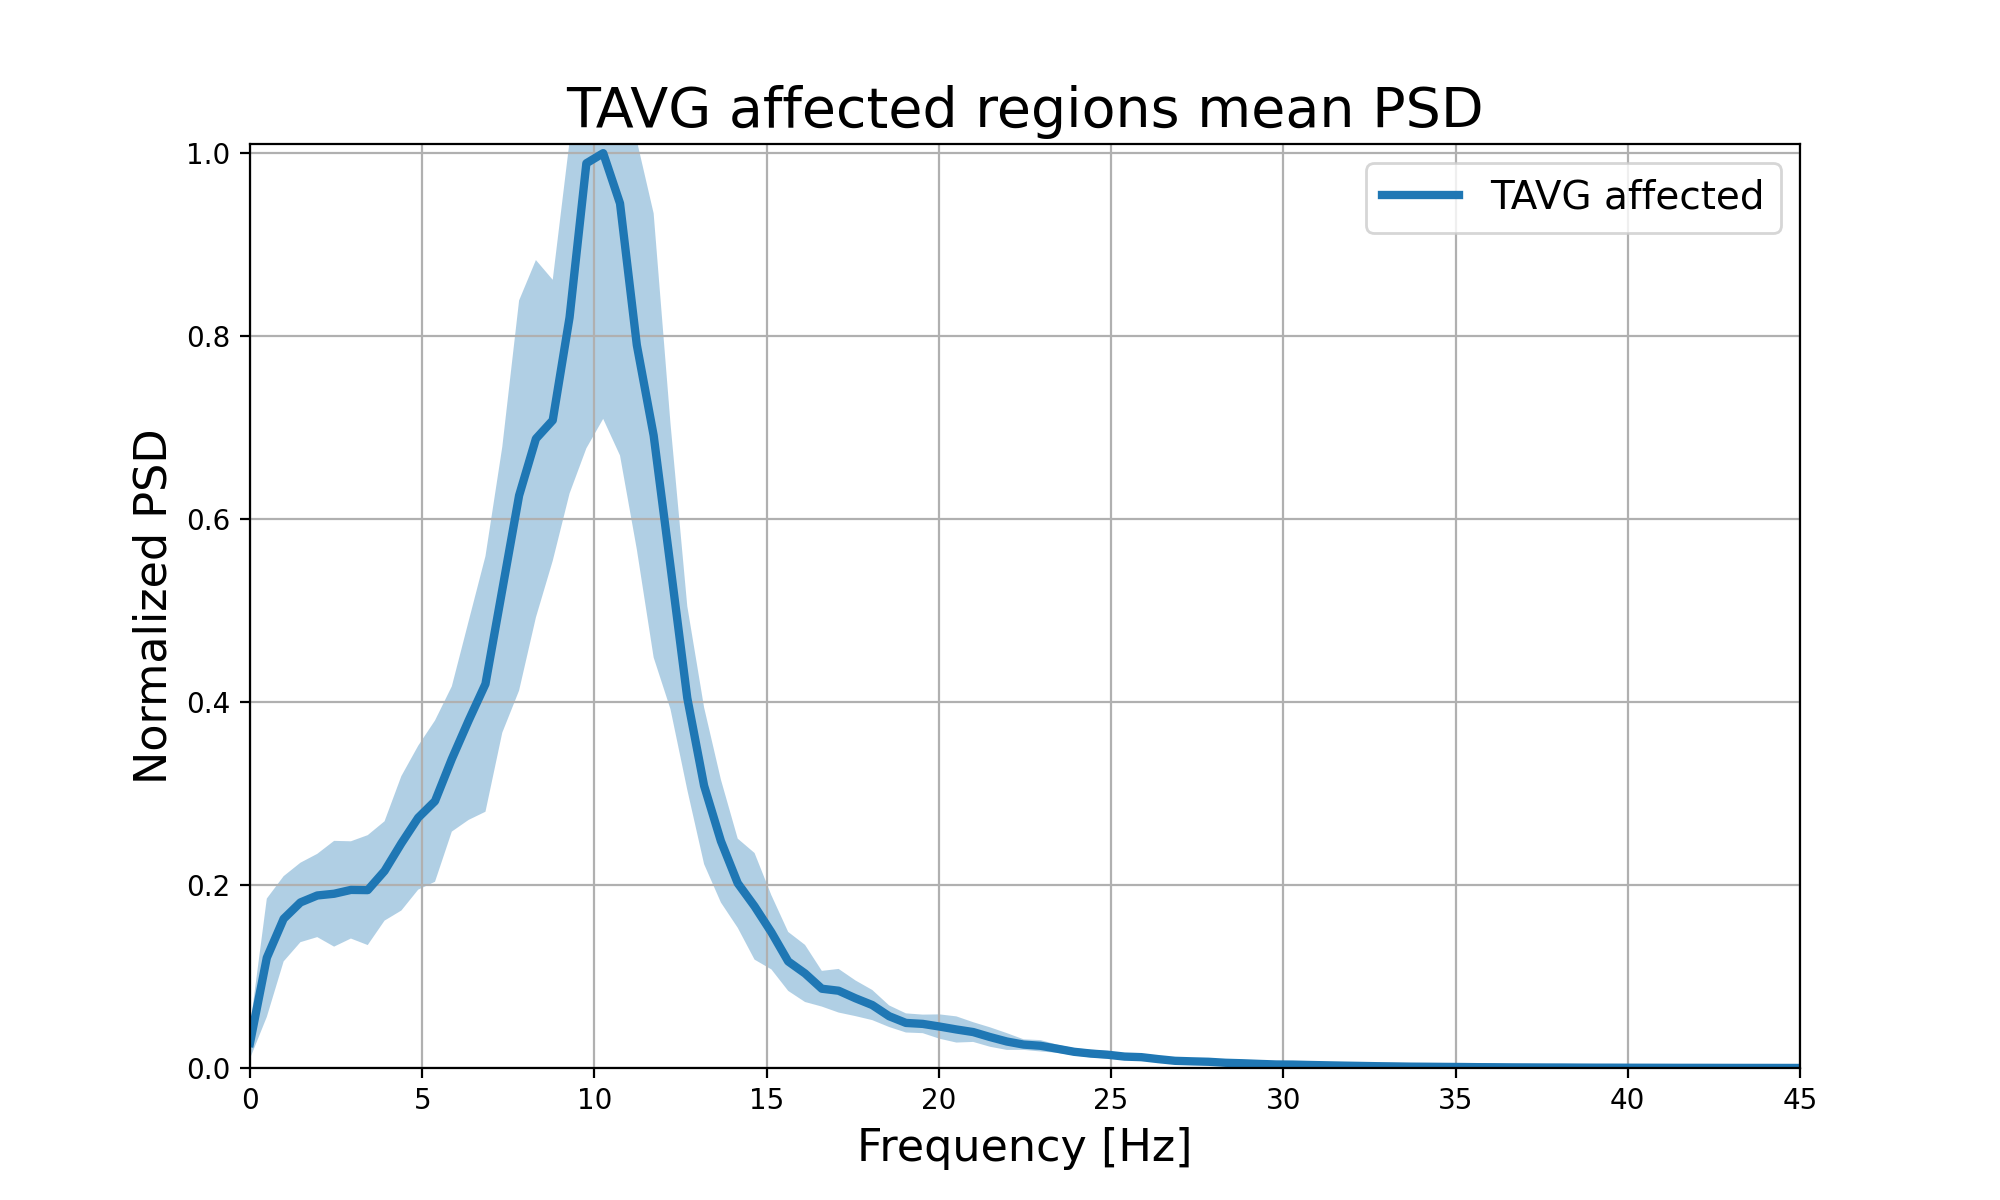 TAVG affected regions mean PSD
TAVG affected
Normalized PSD
1.0
0.8
0.6
0.4
0.2
0.0
0 5 10 15 20 25 30 35 40 45
Frequency [Hz]